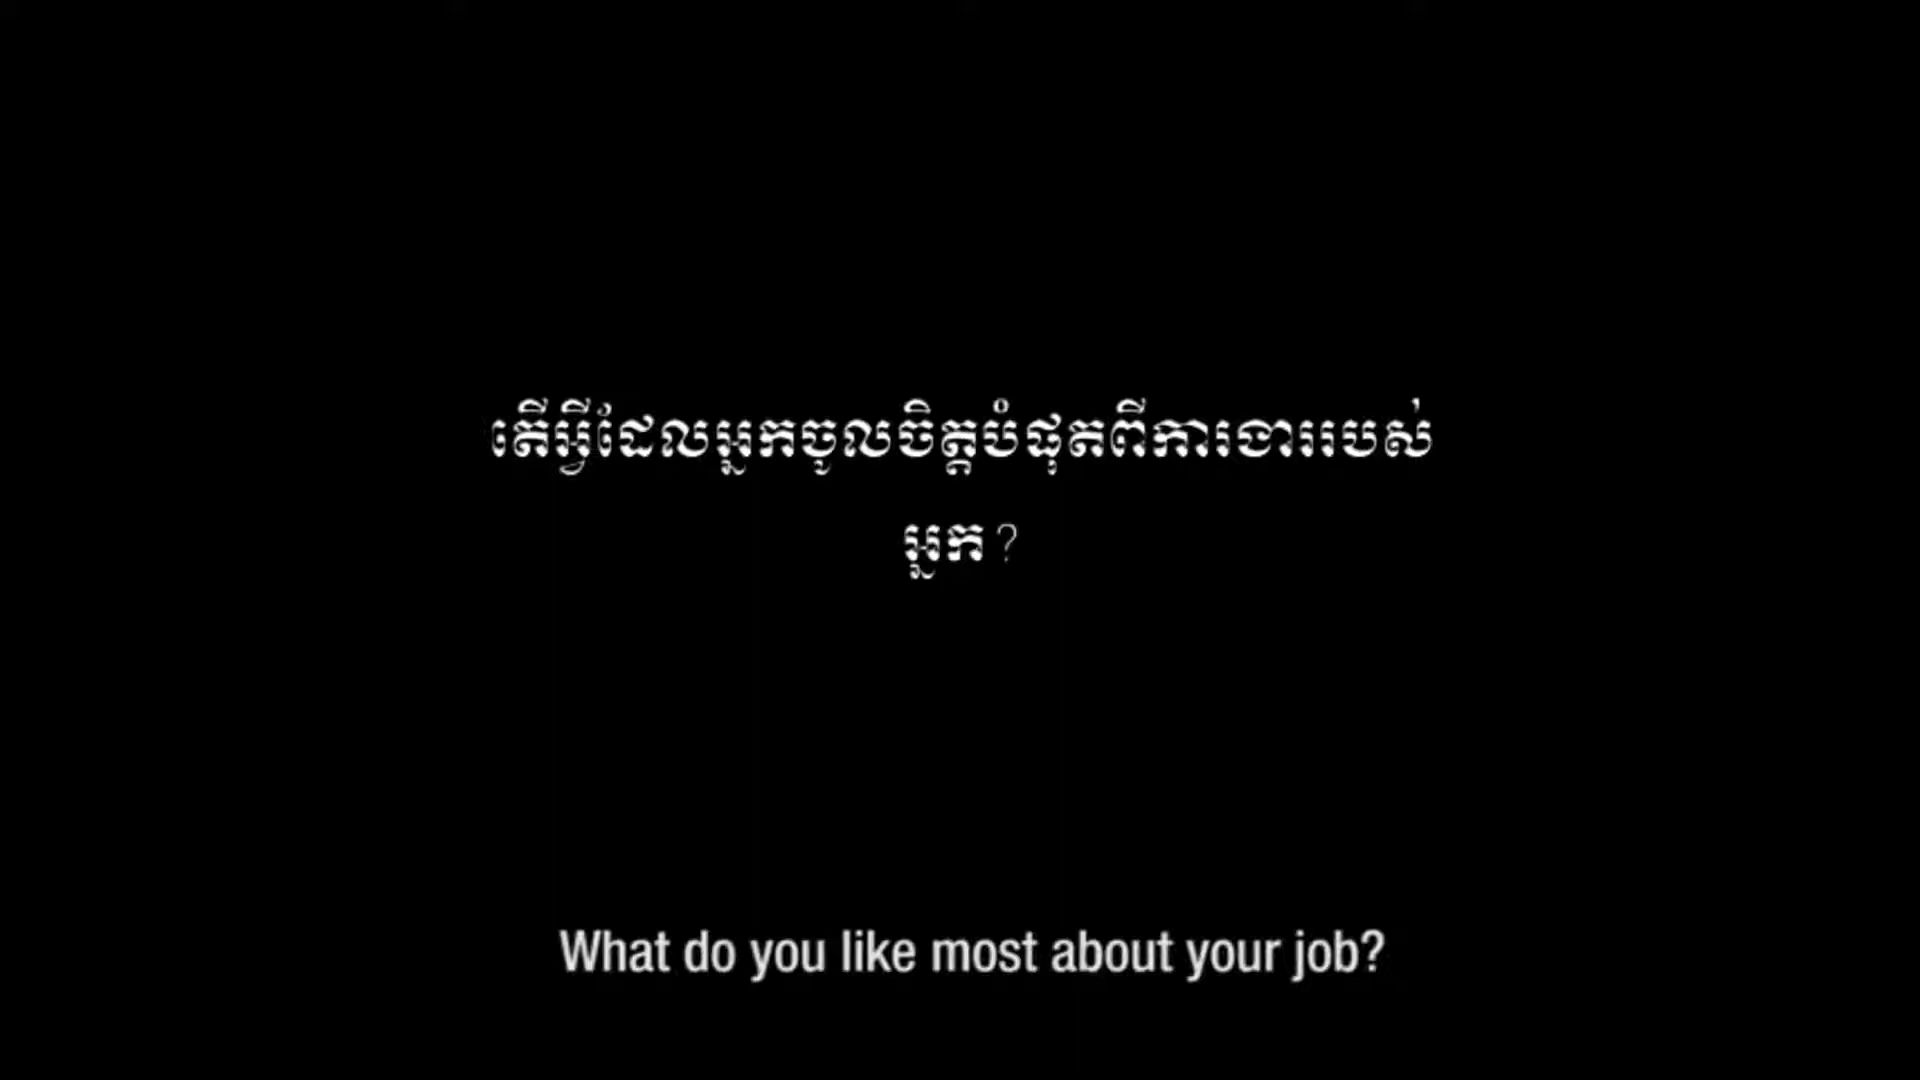 តើអ្វីដែលអ្នកចូលចិត្តបំផុតពីការងាររបស់
អ្នក?
What do you like most about your job?